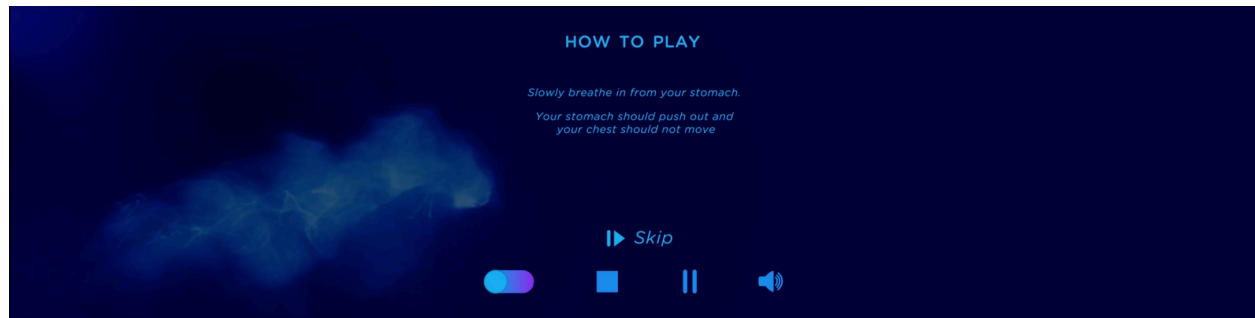 HOW TO PLAY
Slowly breathe in from your stomach.
Your stomach should push out and
your chest should not move
Skip